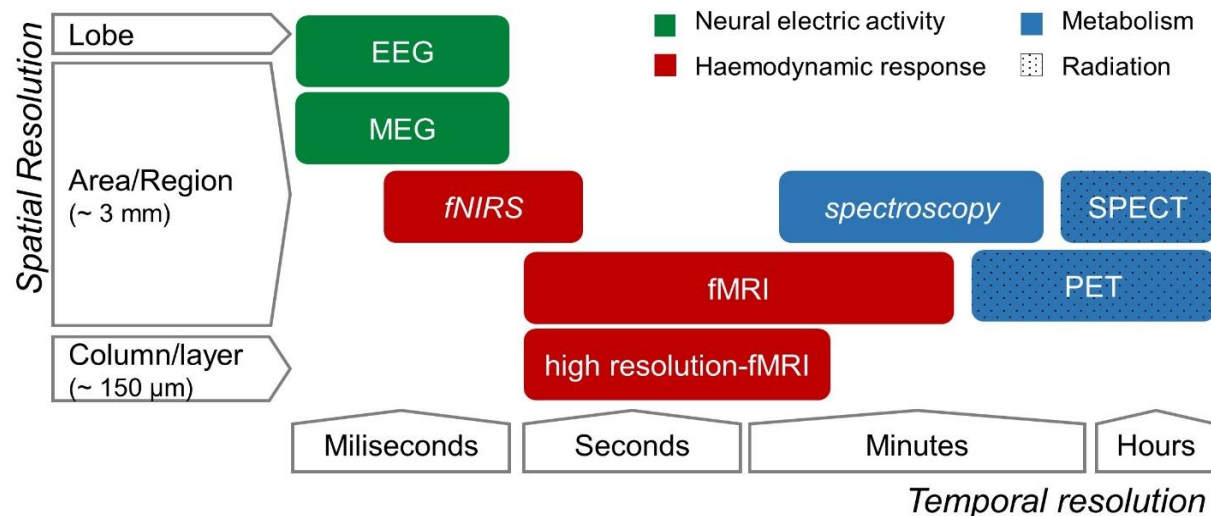 Spatial Resolution
Lobe
Area/Region
(~ 3 mm)
Column/layer
(~ 150 µm)
EEG
MEG
fNIRS
spectroscopy
SPECT
fMRI
PET
high resolution-fMRI
Neural electric activity
Haemodynamic response
Metabolism
Radiation
Miliseconds
Seconds
Minutes
Hours
Temporal resolution